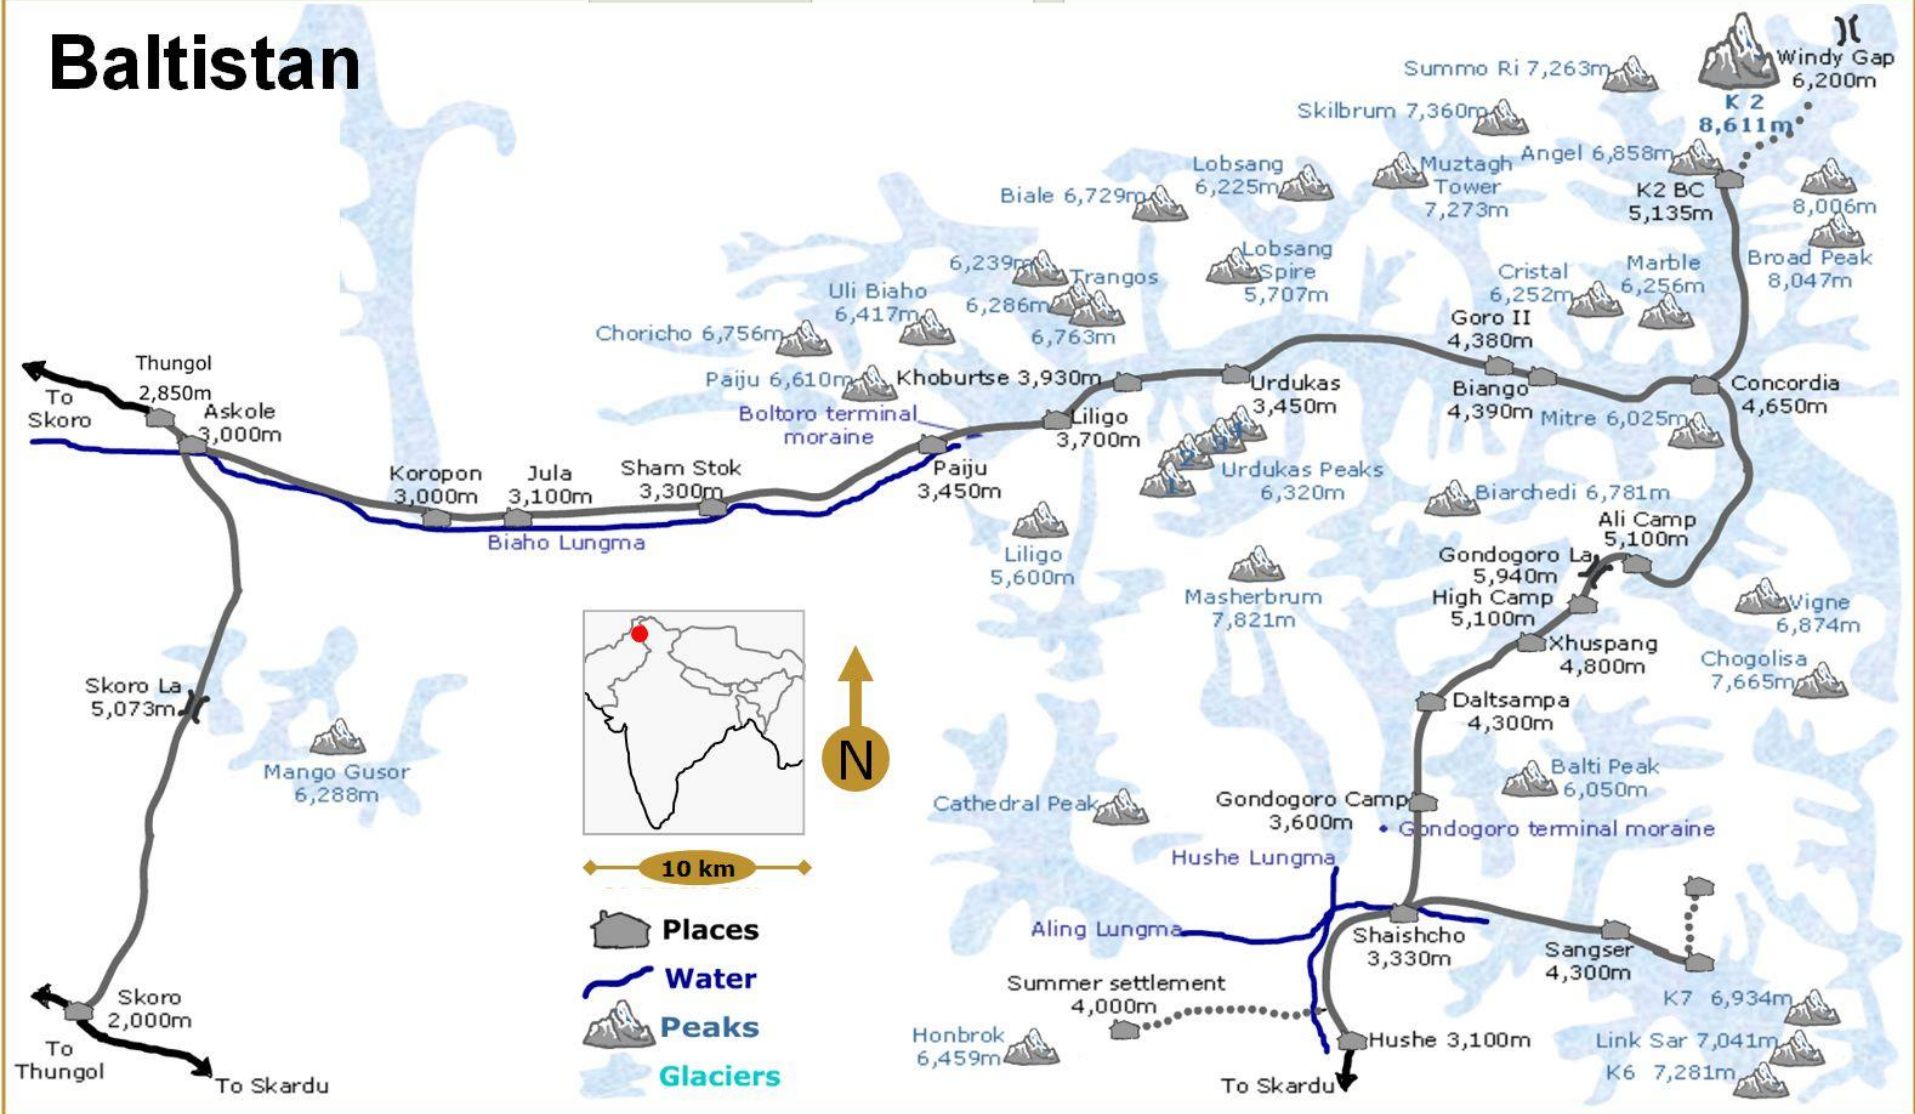 Baltistan
Windy Gap
6,200m
Summo Ri 7,263m
K 2
8,611m
Skilbrum 7,360m
Angel 6,858m
Lobsang
6,225m
Muztagh
Tower
7,273m
K2 BC
5,135m
Biale 6,729m
8,006m
Broad Peak
8,047m
Lobsang
Spire
5,707m
6,239m
Trangos
6,286m
6,763m
Cristal
6,252m
Marble
6,256m
Uli Biaho
6,417m
Choricho 6,756m
Goro II
4,380m
Thungol
2,850m
To
Skoro
Askole
3,000m
Paiju 6,610m
Khoburtse 3,930m
Urdukas
3,450m
Biango
4,390m
Concordia
4,650m
Boltoro terminal
moraine
Liligo
3,700m
Mitre 6,025m
Koropon
3,000m
Jula
3,100m
Sham Stok
3,300m
Paiju
3,450m
1
2
3
Urdukas Peaks
6,320m
Biarchedi 6,781m
Biaho Lungma
Liligo
5,600m
Ali Camp
5,100m
Gondogoro La
5,940m
High Camp
5,100m
Masherbrum
7,821m
Vigne
6,874m
Xhuspang
4,800m
Chogolisa
7,665m
Skoro La
5,073m
Daltsampa
4,300m
N
Mango Gusor
6,288m
Balti Peak
6,050m
Cathedral Peak
Gondogoro Camp
3,600m
Gondogoro terminal moraine
Hushe Lungma
10 km
Places
Aling Lungma
Shaishcho
3,330m
Sangser
4,300m
Water
Summer settlement
4,000m
K7 6,934m
Skoro
2,000m
Peaks
Honbrok
6,459m
Hushe 3,100m
Link Sar 7,041m
To
Thungol
Glaciers
To Skardu
To Skardu
K6 7,281m